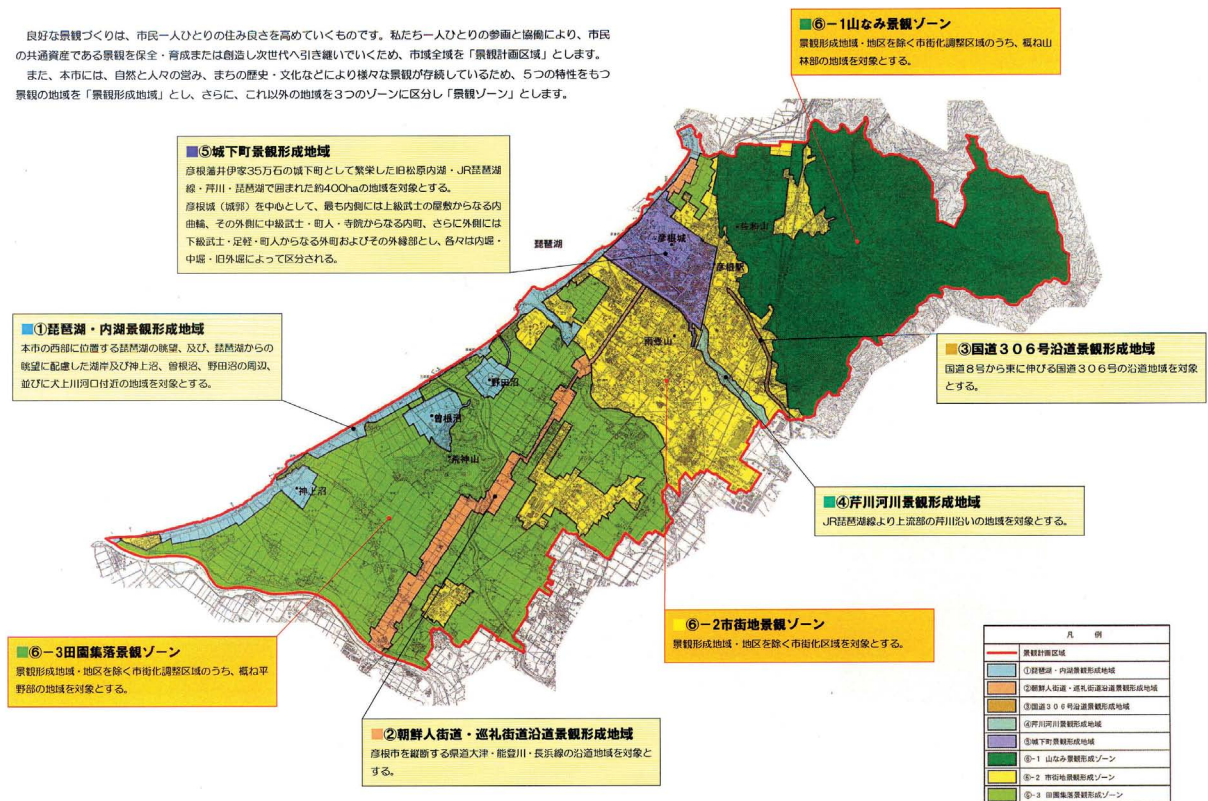 良好な景観づくりは、市民一人ひとりの住み良さを高めていくものです。私たち一人ひとりの参画と協働により、市民
の共通資産である景観を保全・育成または創造し次世代へ引き継いでいくため、市域全域を「景観計画区域」とします。
また、本市には、自然と人々の営み、まちの歴史・文化などにより様々な景観が存続しているため、５つの特性をもつ
景観の地域を「景観形成地域」とし、さらに、これ以外の地域を３つのゾーンに区分し「景観ゾーン」とします。
■⑥－1山なみ景観ゾーン
景観形成地域・地区を除く市街化調整区域のうち、概ね山
林部の地域を対象とする。
■⑤城下町景観形成地域
彦根藩井伊家35万石の城下町として繁栄した旧松原内湖・JR琵琶湖
線・芹川・琵琶湖で囲まれた約400haの地域を対象とする。
彦根城（城郭）を中心として、最も内側には上級武士の屋敷からなる内
曲輪、その外側に中級武士・町人・寺院からなる内町、さらに外側には
下級武士・足軽・町人からなる外町およびその外縁部とし、各々は内堀・
中堀・旧外堀によって区分される。
琵琶湖
彦根城
彦根駅
雨壺山
野田沼
曽根沼
荒神山
神上沼
■①琵琶湖・内湖景観形成地域
本市の西部に位置する琵琶湖の眺望、及び、琵琶湖からの
眺望に配慮した湖岸及び神上沼、曽根沼、野田沼の周辺、
並びに犬上川河口付近の地域を対象とする。
■③国道３０６号沿道景観形成地域
国道８号から東に伸びる国道３０６号の沿道地域を対象
とする。
■④芹川河川景観形成地域
JR琵琶湖線より上流部の芹川沿いの地域を対象とする。
■⑥－2市街地景観ゾーン
景観形成地域・地区を除く市街化区域を対象とする。
■⑥－3田園集落景観ゾーン
景観形成地域・地区を除く市街化調整区域のうち、概ね平
野部の地域を対象とする。
■②朝鮮人街道・巡礼街道沿道景観形成地域
彦根市を縦断する県道大津・能登川・長浜線の沿道地域を対象と
する。
凡　例
景観計画区域
①琵琶湖・内湖景観形成地域
②朝鮮人街道・巡礼街道沿道景観形成地域
③国道３０６号沿道景観形成地域
④芹川河川景観形成地域
⑤城下町景観形成地域
⑥-1 山なみ景観形成ゾーン
⑥-2 市街地景観形成ゾーン
⑥-3 田園集落景観形成ゾーン